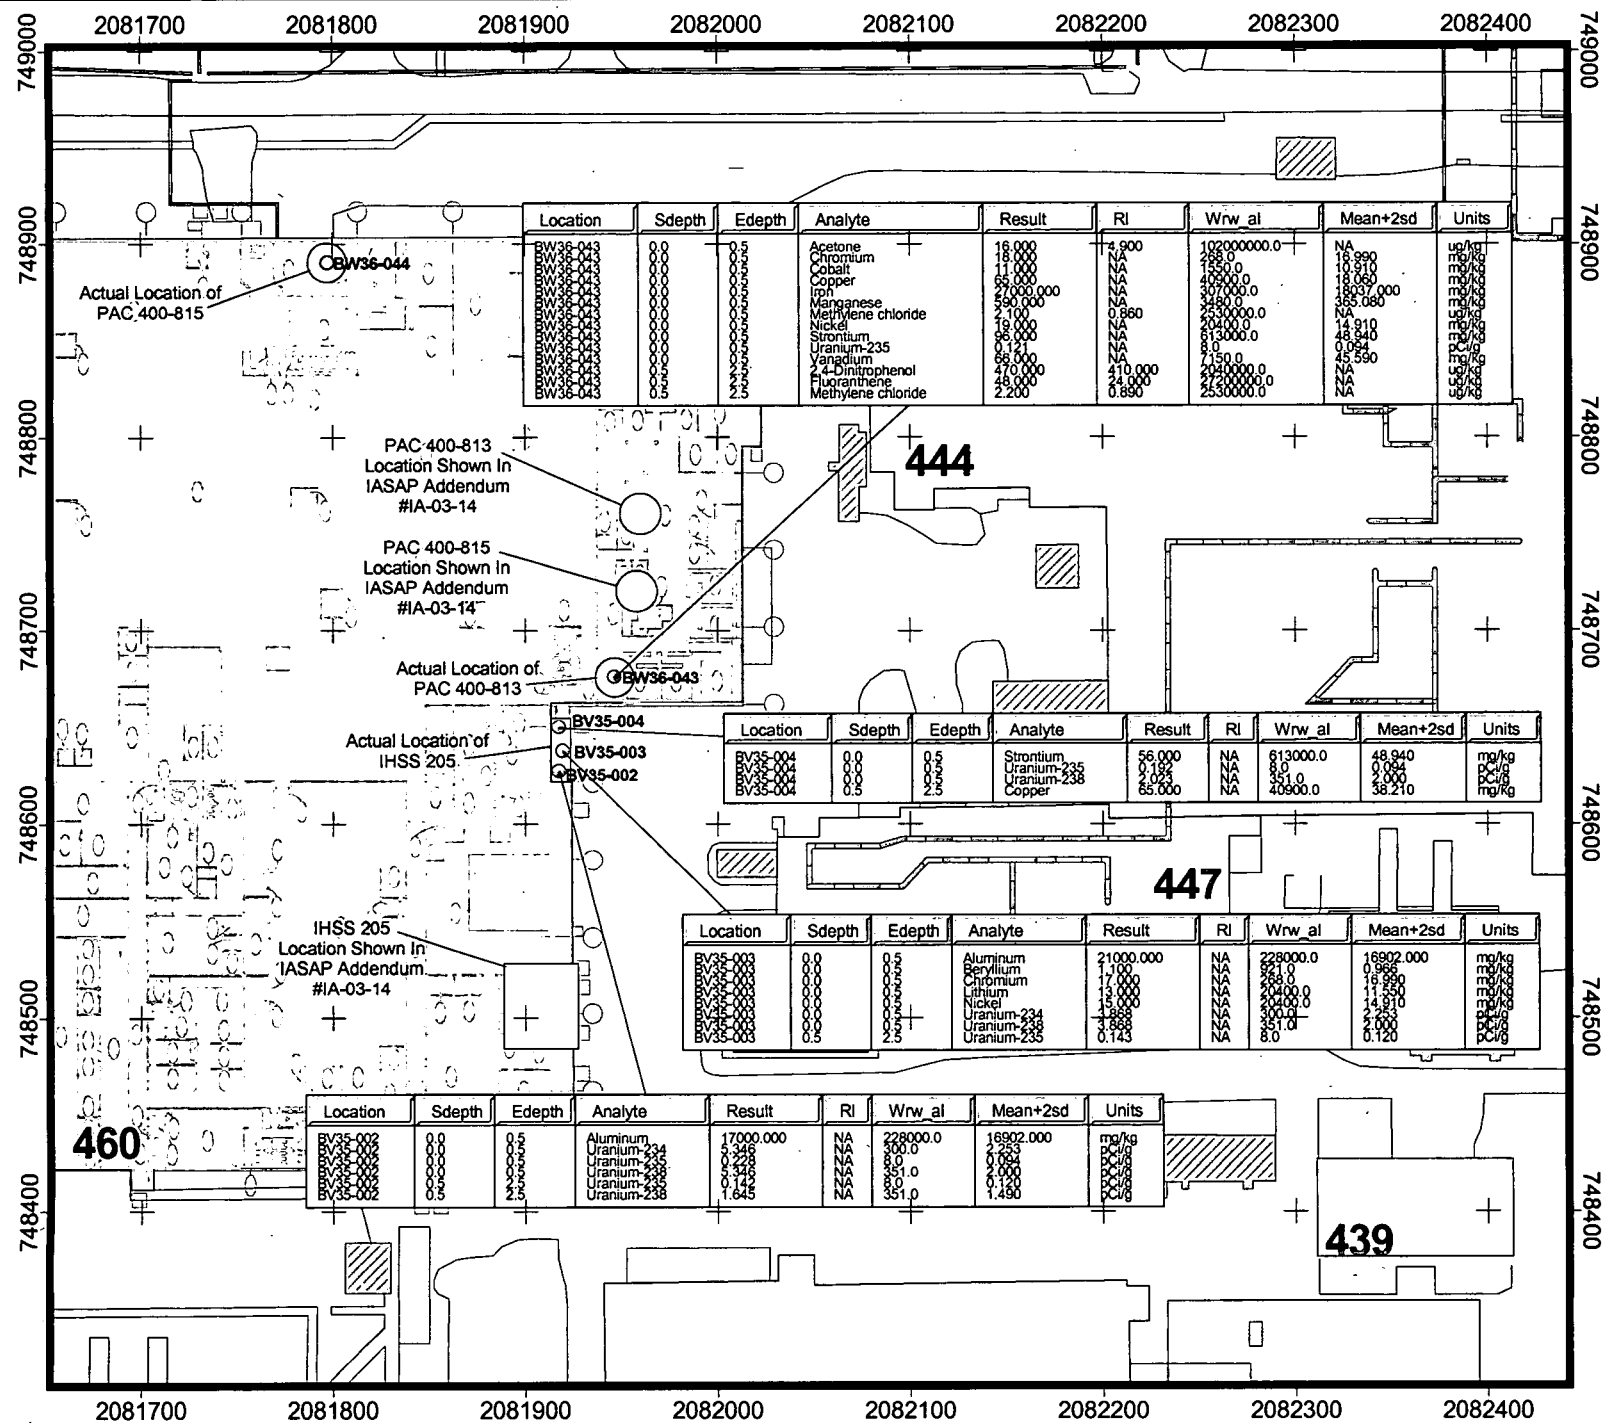 2081700 2081800 2081900 2082000 2082100 2082200 2082300 2082400
749000 749000
748900 748900
748800 748800
748700 748700
748600 748600
748500 748500
748400 748400
BW36-044
Actual Location of
PAC 400-815
Location Sdepth Edepth Analyte Result Rl Wrw_al Mean+2sd Units
BW36-043 0.0 0.5 Acetone 16.000 4.900 102000000.0 NA ug/kg
BW36-043 0.0 0.5 Chromium 18.000 NA 268.0 16.990 mg/kg
BW36-043 0.0 0.5 Cobalt 11.000 NA 1550.0 10.910 mg/kg
BW36-043 0.0 0.5 Copper 65.000 NA 40900.0 18.060 mg/kg
BW36-043 0.0 0.5 Iron 27000.000 NA 307000.0 18037.000 mg/kg
BW36-043 0.0 0.5 Manganese 590.000 NA 3480.0 365.080 mg/kg
BW36-043 0.0 0.5 Methylene chloride 2.100 0.860 2530000.0 NA ug/kg
BW36-043 0.0 0.5 Nickel 19.000 NA 20400.0 14.910 mg/kg
BW36-043 0.0 0.5 Strontium 96.000 NA 613000.0 48.940 mg/kg
BW36-043 0.0 0.5 Uranium-235 0.121 NA 8.0 0.094 pCi/g
BW36-043 0.0 0.5 Vanadium 68.000 NA 7150.0 45.590 mg/kg
BW36-043 0.5 2.5 2,4-Dinitrophenol 470.000 410.000 2040000.0 NA ug/kg
BW36-043 0.5 2.5 Fluoranthene 48.000 24.000 27200000.0 NA ug/kg
BW36-043 0.5 2.5 Methylene chloride 2.200 0.890 2530000.0 NA ug/kg
PAC 400-813
Location Shown In
IASAP Addendum
#IA-03-14
444
PAC 400-815
Location Shown In
IASAP Addendum
#IA-03-14
Actual Location of
PAC 400-813
BW36-043
BV35-004
BV35-003
BV35-002
Actual Location of
IHSS 205
Location Sdepth Edepth Analyte Result Rl Wrw_al Mean+2sd Units
BV35-004 0.0 0.5 Strontium 56.000 NA 613000.0 48.940 mg/kg
BV35-004 0.0 0.5 Uranium-235 0.192 NA 8.0 0.094 pCi/g
BV35-004 0.0 0.5 Uranium-238 2.023 NA 351.0 2.000 pCi/g
BV35-004 0.5 2.5 Copper 65.000 NA 40900.0 38.210 mg/kg
447
Location Sdepth Edepth Analyte Result Rl Wrw_al Mean+2sd Units
BV35-003 0.0 0.5 Aluminum 21000.000 NA 228000.0 16902.000 mg/kg
BV35-003 0.0 0.5 Beryllium 1.100 NA 921.0 0.966 mg/kg
BV35-003 0.0 0.5 Chromium 17.000 NA 268.0 16.990 mg/kg
BV35-003 0.0 0.5 Lithium 13.000 NA 20400.0 11.550 mg/kg
BV35-003 0.0 0.5 Nickel 15.000 NA 20400.0 14.910 mg/kg
BV35-003 0.0 0.5 Uranium-234 3.868 NA 300.0 2.253 pCi/g
BV35-003 0.0 0.5 Uranium-238 3.868 NA 351.0 2.000 pCi/g
BV35-003 0.5 2.5 Uranium-235 0.143 NA 8.0 0.120 pCi/g
IHSS 205
Location Shown In
IASAP Addendum
#IA-03-14
Location Sdepth Edepth Analyte Result Rl Wrw_al Mean+2sd Units
BV35-002 0.0 0.5 Aluminum 17000.000 NA 228000.0 16902.000 mg/kg
BV35-002 0.0 0.5 Uranium-234 5.346 NA 300.0 2.253 pCi/g
BV35-002 0.0 0.5 Uranium-235 0.328 NA 8.0 0.094 pCi/g
BV35-002 0.0 0.5 Uranium-238 5.346 NA 351.0 2.000 pCi/g
BV35-002 0.5 2.5 Uranium-235 0.142 NA 8.0 0.120 pCi/g
BV35-002 0.5 2.5 Uranium-238 1.645 NA 351.0 1.490 pCi/g
460
439
2081700 2081800 2081900 2082000 2082100 2082200 2082300 2082400